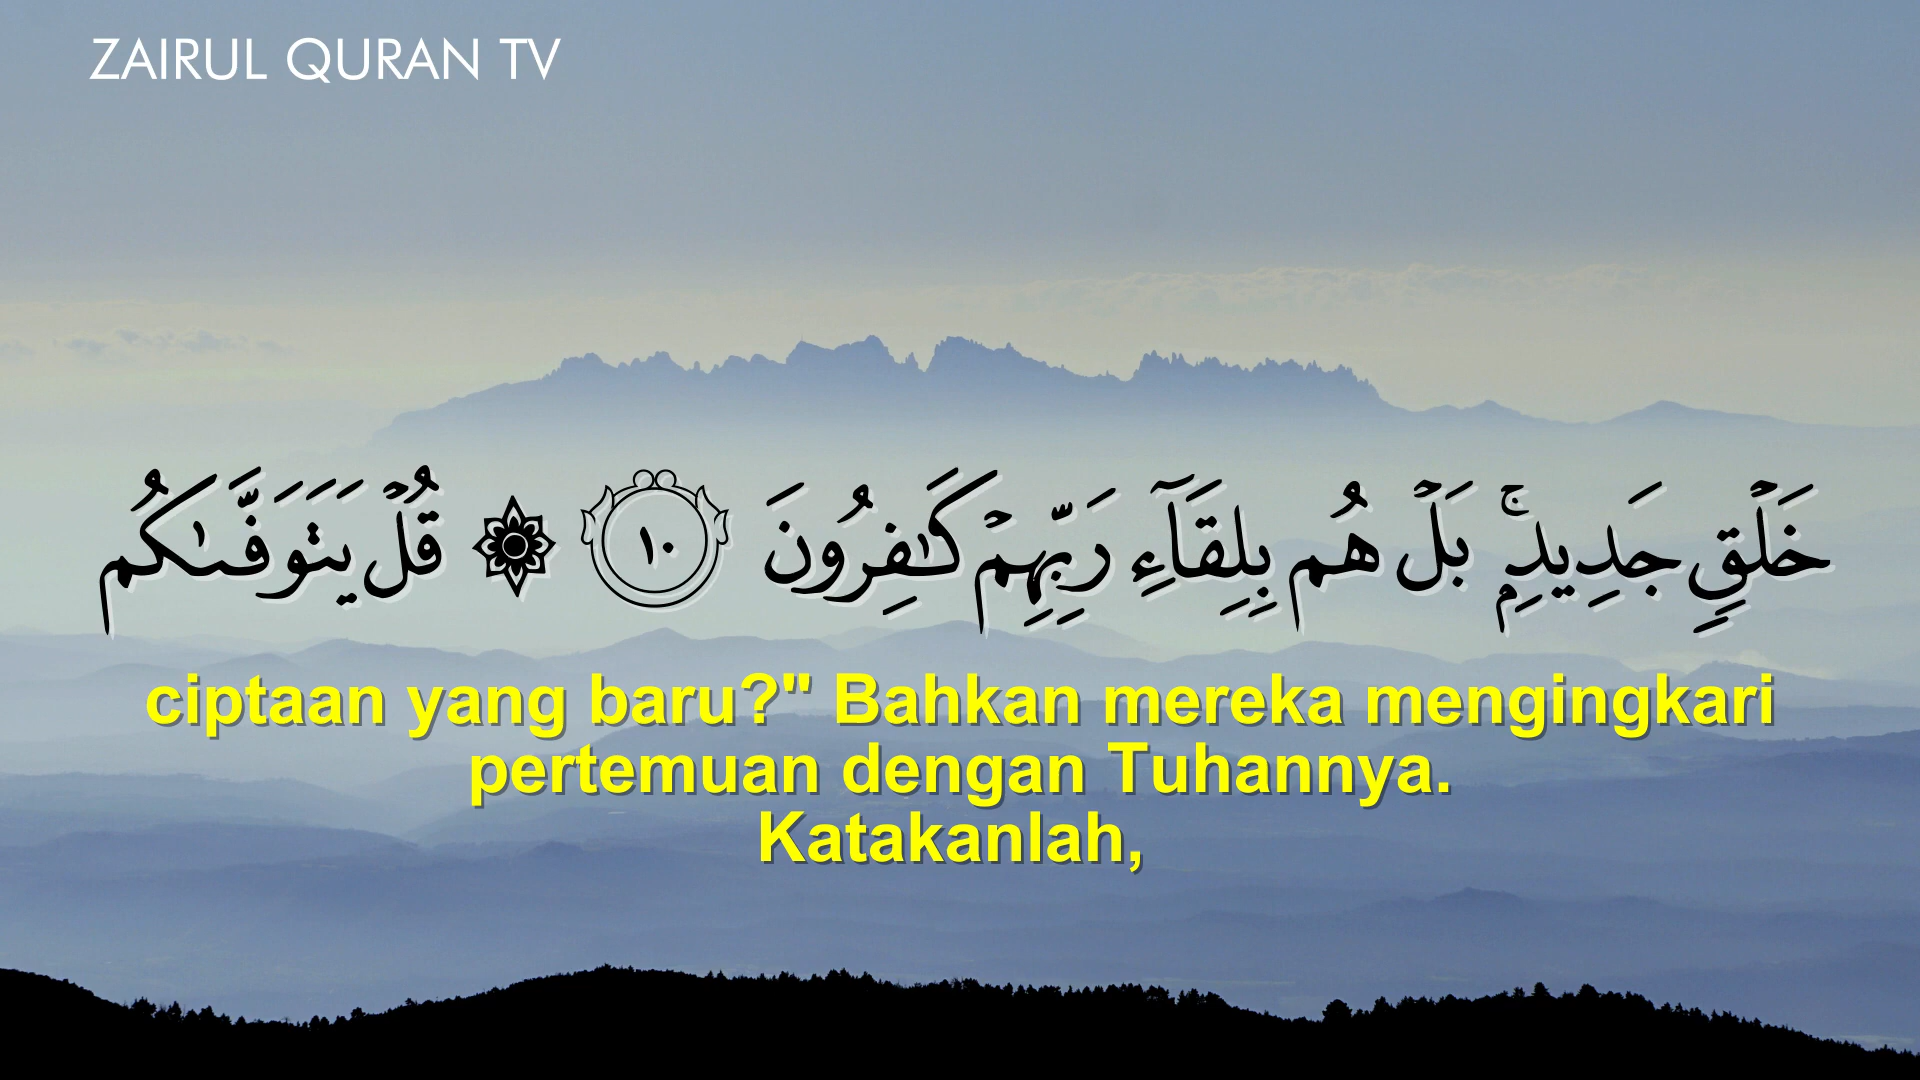 ZAIRUL QURAN TV
خَلۡقٖ جَدِيدِۭۚ بَلۡ هُم بِلِقَآءِ رَبِّهِمۡ كَٰفِرُونَ ١٠ ۞ قُلۡ يَتَوَفَّىٰكُم
ciptaan yang baru?" Bahkan mereka mengingkari
pertemuan dengan Tuhannya.
Katakanlah,